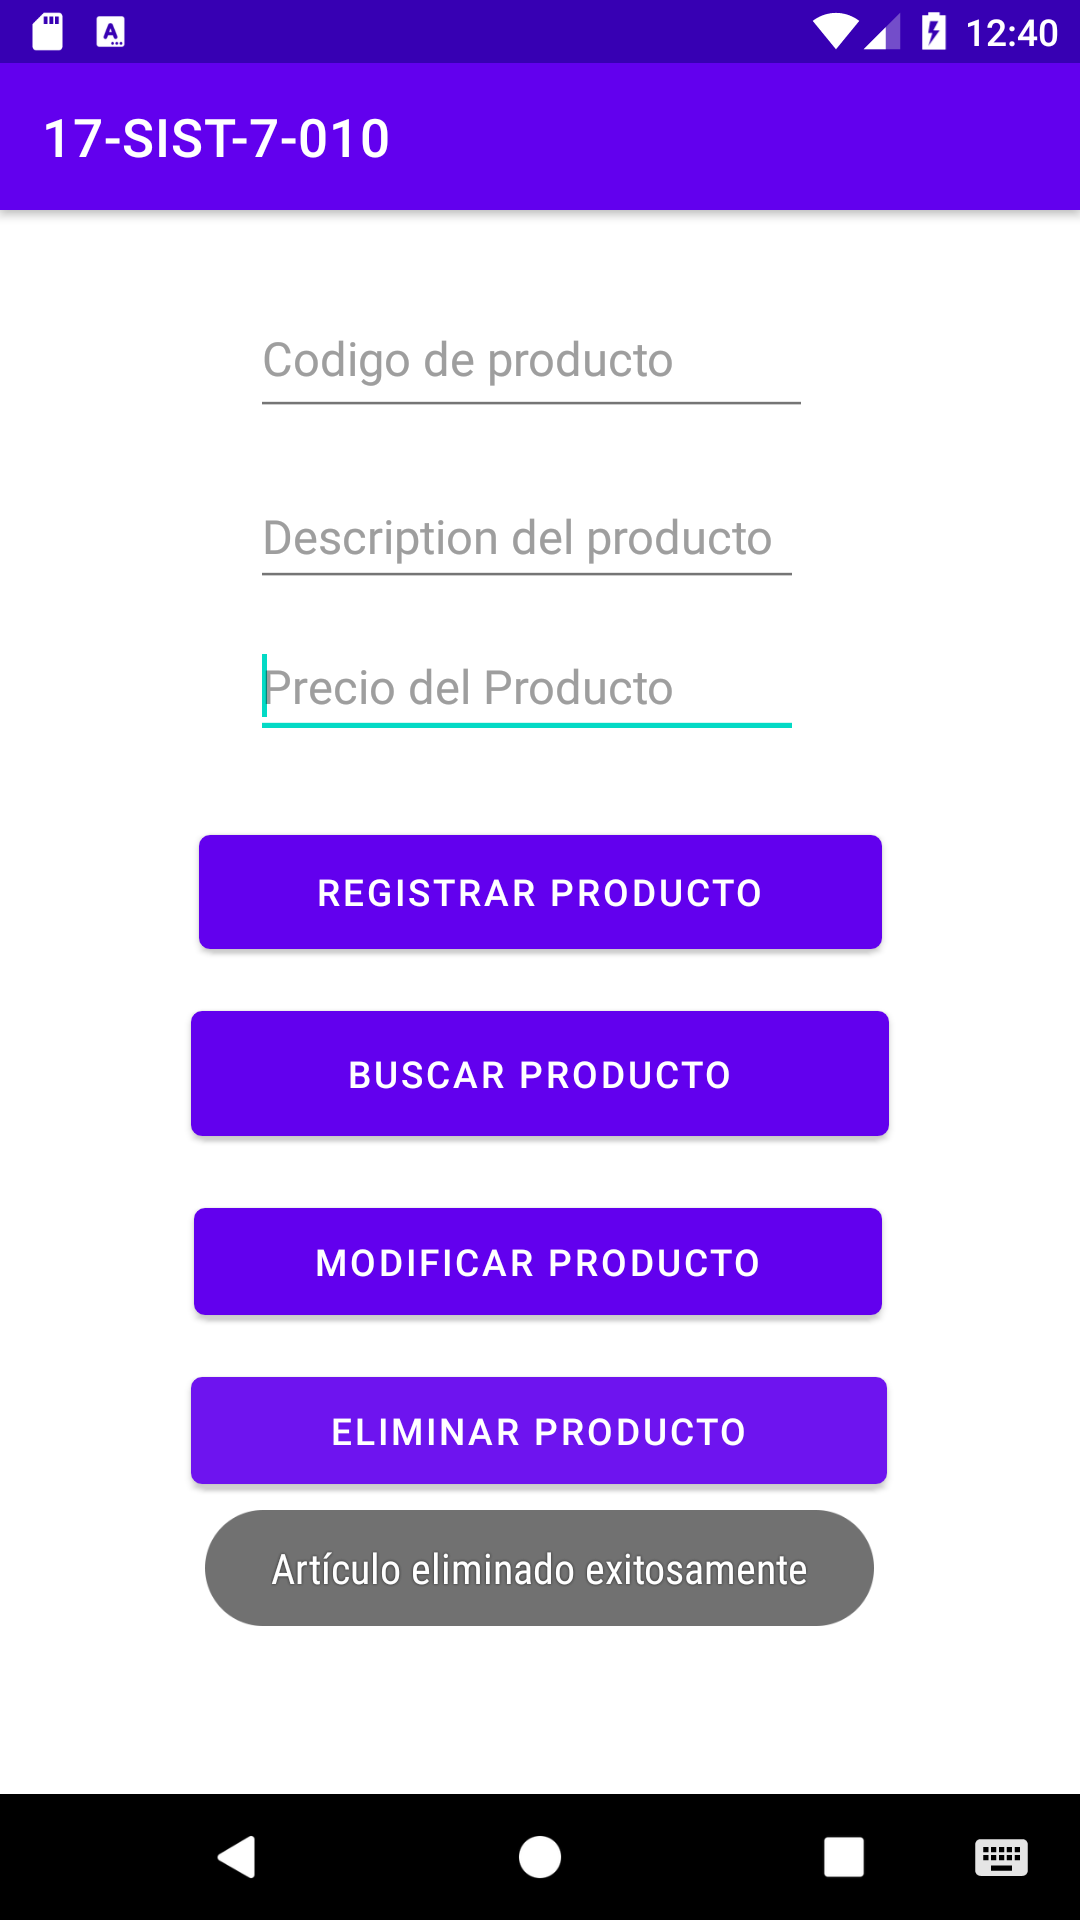 12:40
17-SIST-7-010
Codigo de producto
Description del producto
Precio del Producto
REGISTRAR PRODUCTO
BUSCAR PRODUCTO
MODIFICAR PRODUCTO
ELIMINAR PRODUCTO
Artículo eliminado exitosamente